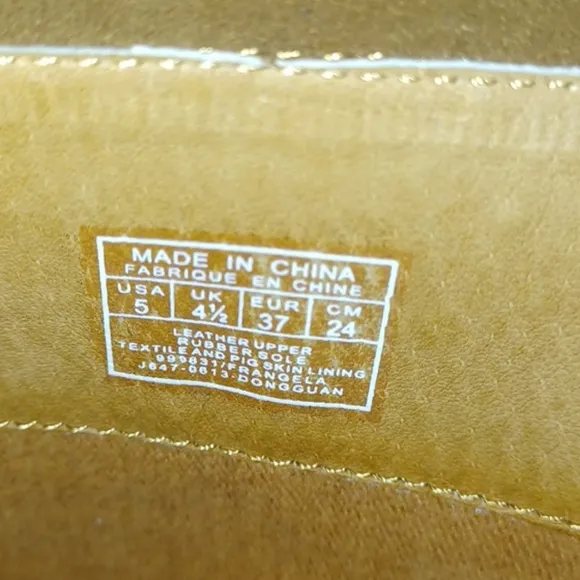 MADE IN CHINA
FABRIQUE EN CHINE
USA UK EUR CM
5 4½ 37 24
LEATHER UPPER
RUBBER SOLE
TEXTILE AND PIG SKIN LINING
999831/FRANGELA
J647-0613-DONGGUAN